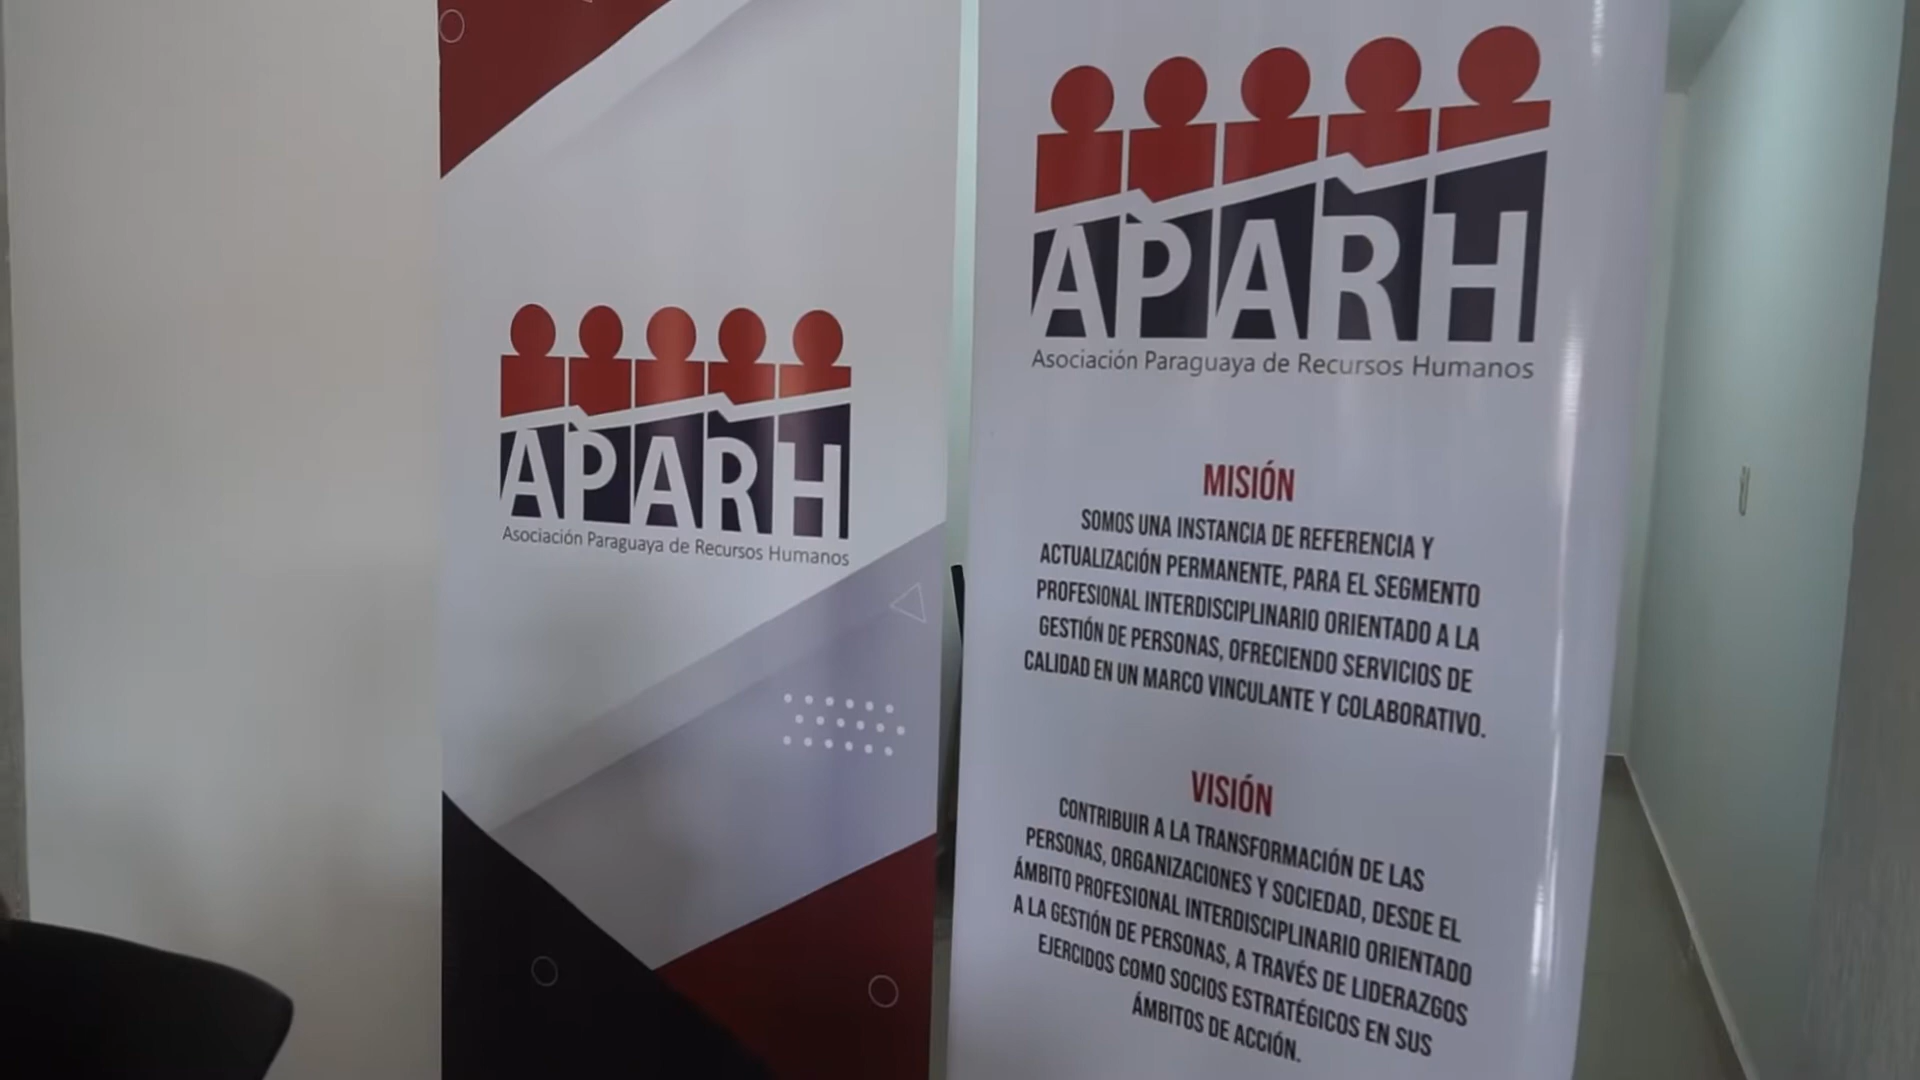 APARH
Asociación Paraguaya de Recursos Humanos
APARH
Asociación Paraguaya de Recursos Humanos
MISIÓN
SOMOS UNA INSTANCIA DE REFERENCIA Y
ACTUALIZACIÓN PERMANENTE, PARA EL SEGMENTO
PROFESIONAL INTERDISCIPLINARIO ORIENTADO A LA
GESTIÓN DE PERSONAS, OFRECIENDO SERVICIOS DE
CALIDAD EN UN MARCO VINCULANTE Y COLABORATIVO.
VISIÓN
CONTRIBUIR A LA TRANSFORMACIÓN DE LAS
PERSONAS, ORGANIZACIONES Y SOCIEDAD, DESDE EL
ÁMBITO PROFESIONAL INTERDISCIPLINARIO ORIENTADO
A LA GESTIÓN DE PERSONAS, A TRAVÉS DE LIDERAZGOS
EJERCIDOS COMO SOCIOS ESTRATÉGICOS EN SUS
ÁMBITOS DE ACCIÓN.